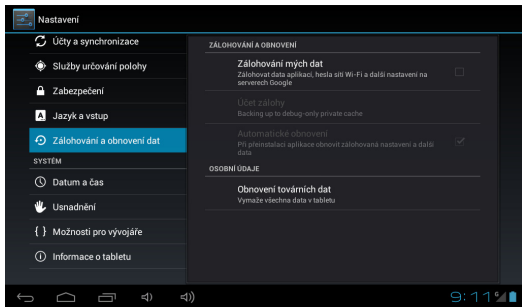 Nastavení
Účty a synchronizace
Služby určování polohy
Zabezpečení
Jazyk a vstup
Zálohování a obnovení dat
SYSTÉM
Datum a čas
Usnadnění
Možnosti pro vývojáře
Informace o tabletu
ZÁLOHOVÁNÍ A OBNOVENÍ
Zálohování mých dat
Zálohovat data aplikací, hesla sítí Wi-Fi a další nastavení na
serverech Google
Účet zálohy
Backing up to debug-only private cache
Automatické obnovení
Při přeinstalaci aplikace obnovit zálohovaná nastavení a další
data
OSOBNÍ ÚDAJE
Obnovení továrních dat
Vymaže všechna data v tabletu
9:11